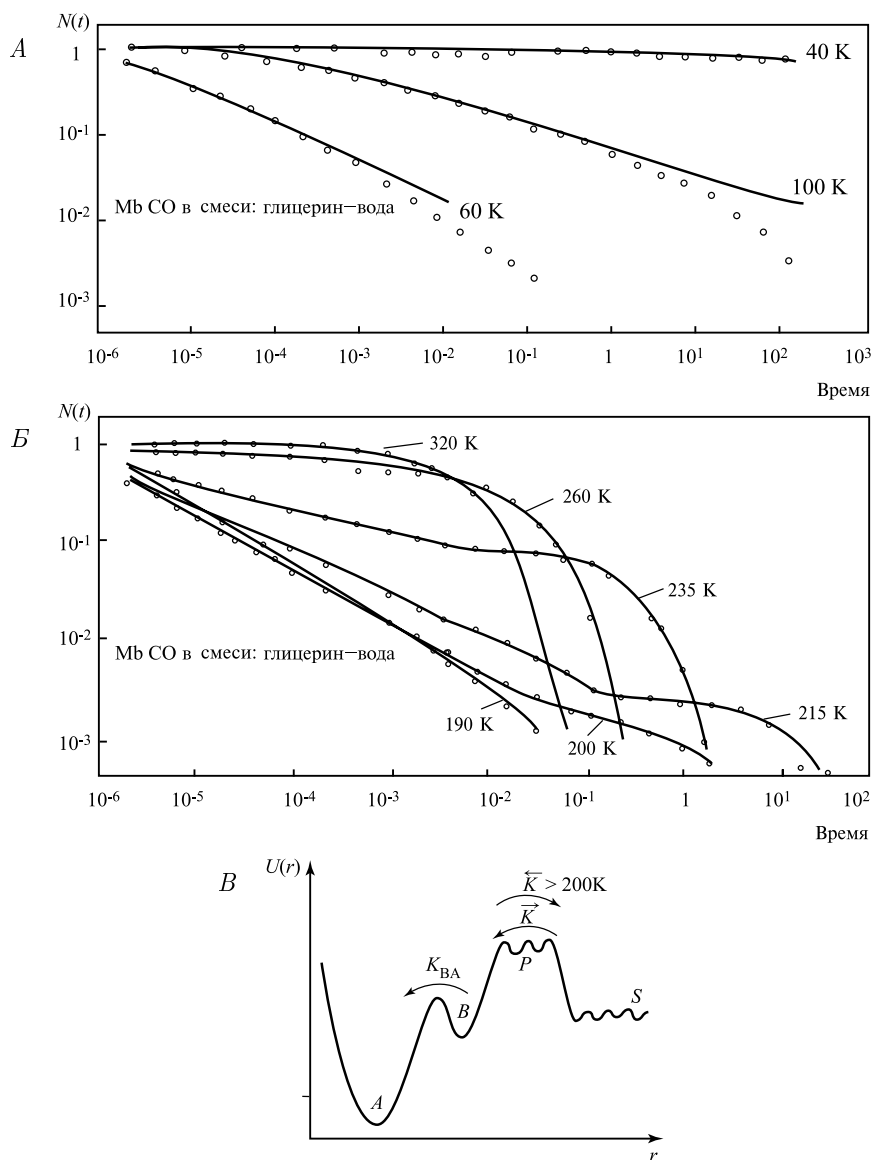 N(t)
А
1
40 K
10-1
100 K
Mb CO в смеси: глицерин–вода
60 K
10-2
10-3
10-6 10-5 10-4 10-3 10-2 10-1 1 10¹ 10² 10³
Время
N(t)
Б
1
320 K
260 K
10-1
235 K
10-2
Mb CO в смеси: глицерин–вода
190 K
200 K
215 K
10-3
10-6 10-5 10-4 10-3 10-2 10-1 1 10¹ 10²
Время
В
U(r)
K > 200K
K
P
KBA
B
S
A
r